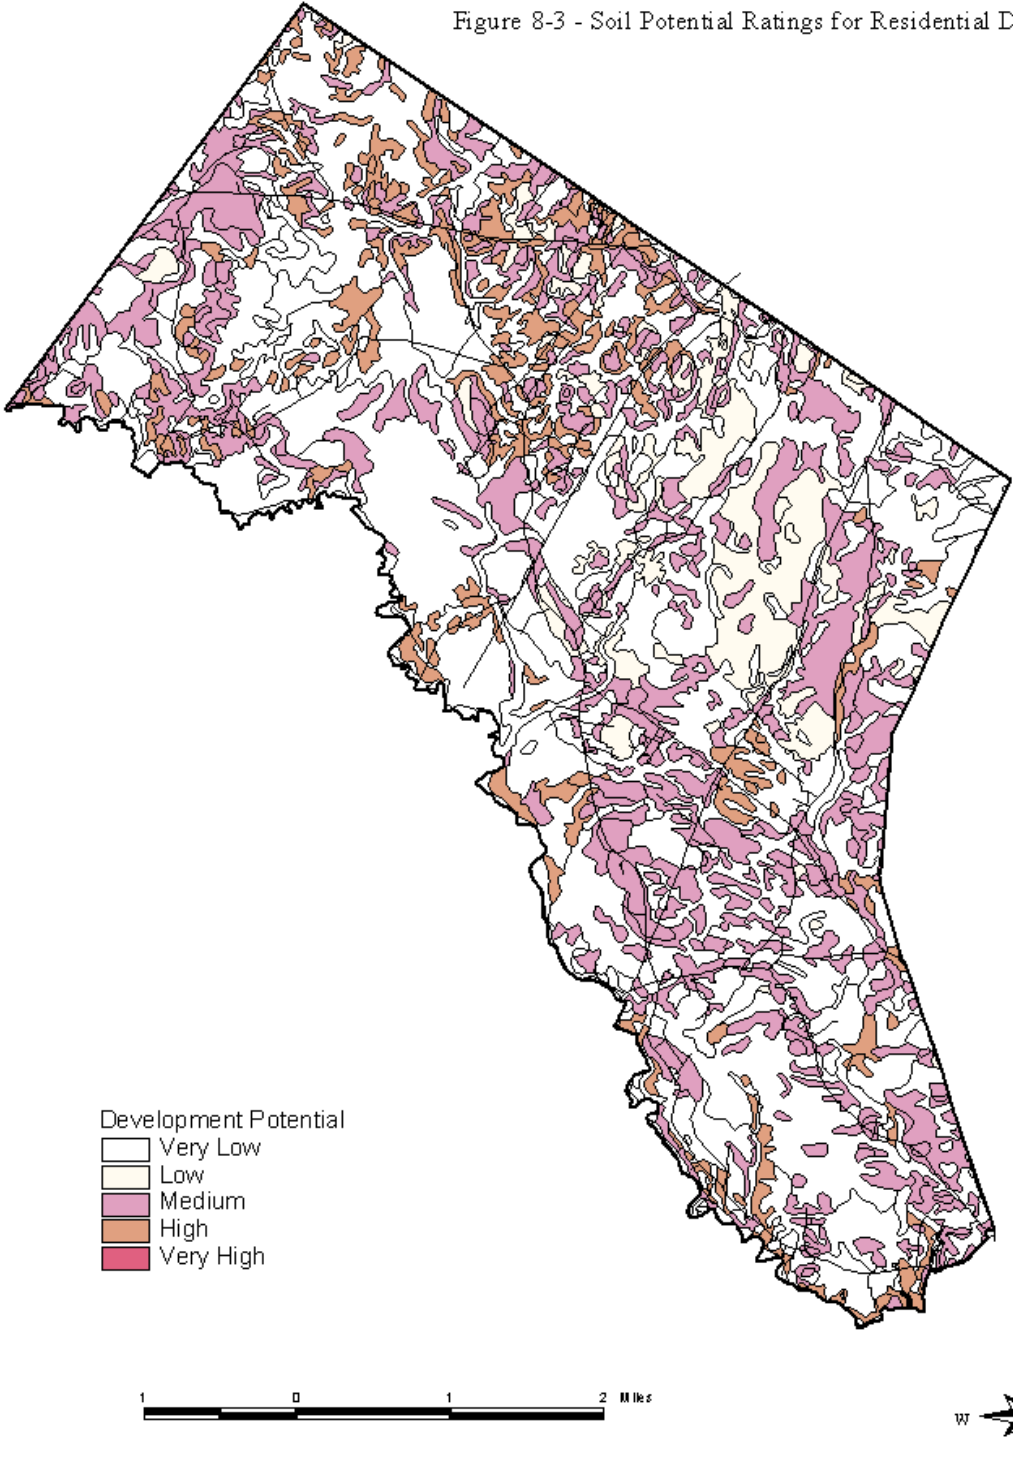 Figure 8-3 - Soil Potential Ratings for Residential D
Development Potential
Very Low
Low
Medium
High
Very High
1 0 1 2 Miles
W